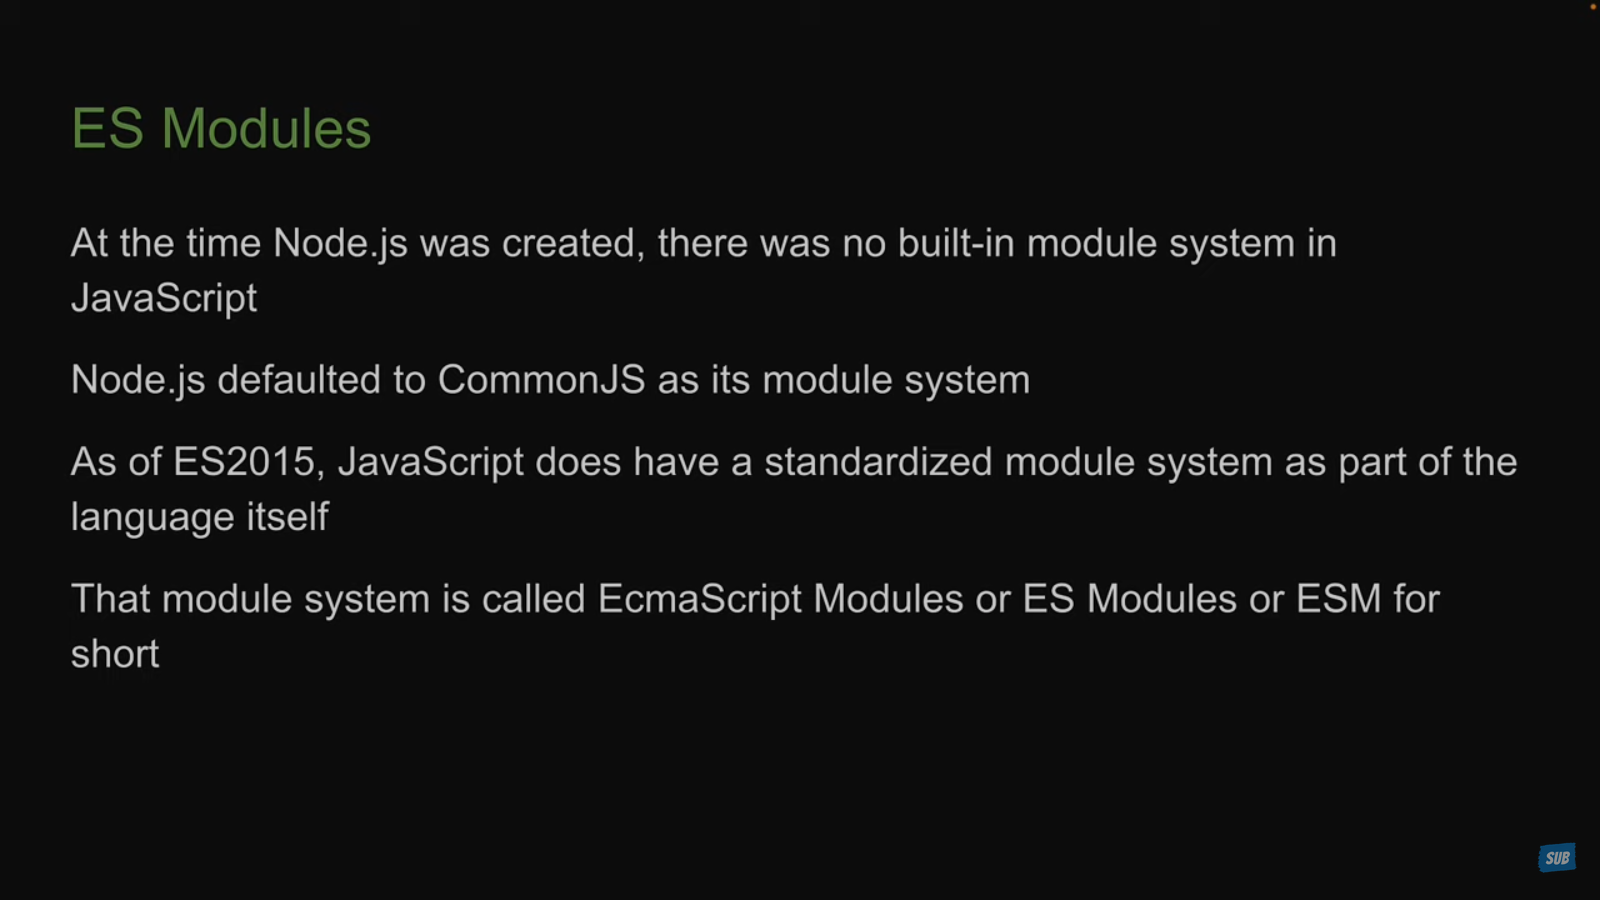 ES Modules
At the time Node.js was created, there was no built-in module system in
JavaScript
Node.js defaulted to CommonJS as its module system
As of ES2015, JavaScript does have a standardized module system as part of the
language itself
That module system is called EcmaScript Modules or ES Modules or ESM for
short
SUB